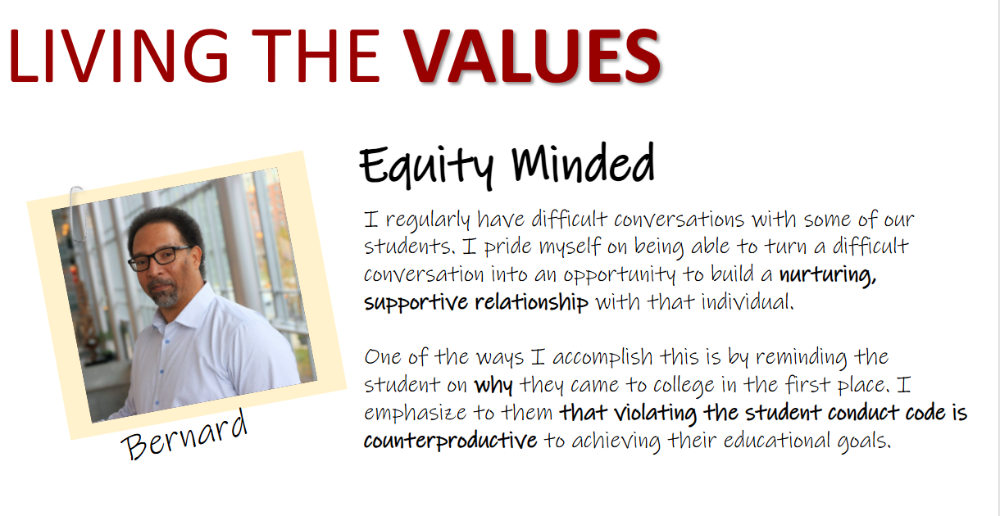 LIVING THE VALUES
Equity Minded
I regularly have difficult conversations with some of our
students. I pride myself on being able to turn a difficult
conversation into an opportunity to build a nurturing,
supportive relationship with that individual.
One of the ways I accomplish this is by reminding the
student on why they came to college in the first place. I
emphasize to them that violating the student conduct code is
counterproductive to achieving their educational goals.
Bernard